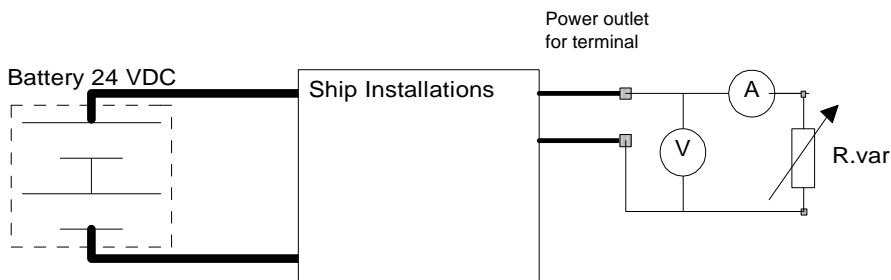 Power outlet
for terminal
Battery 24 VDC
Ship Installations
A
V
R.var